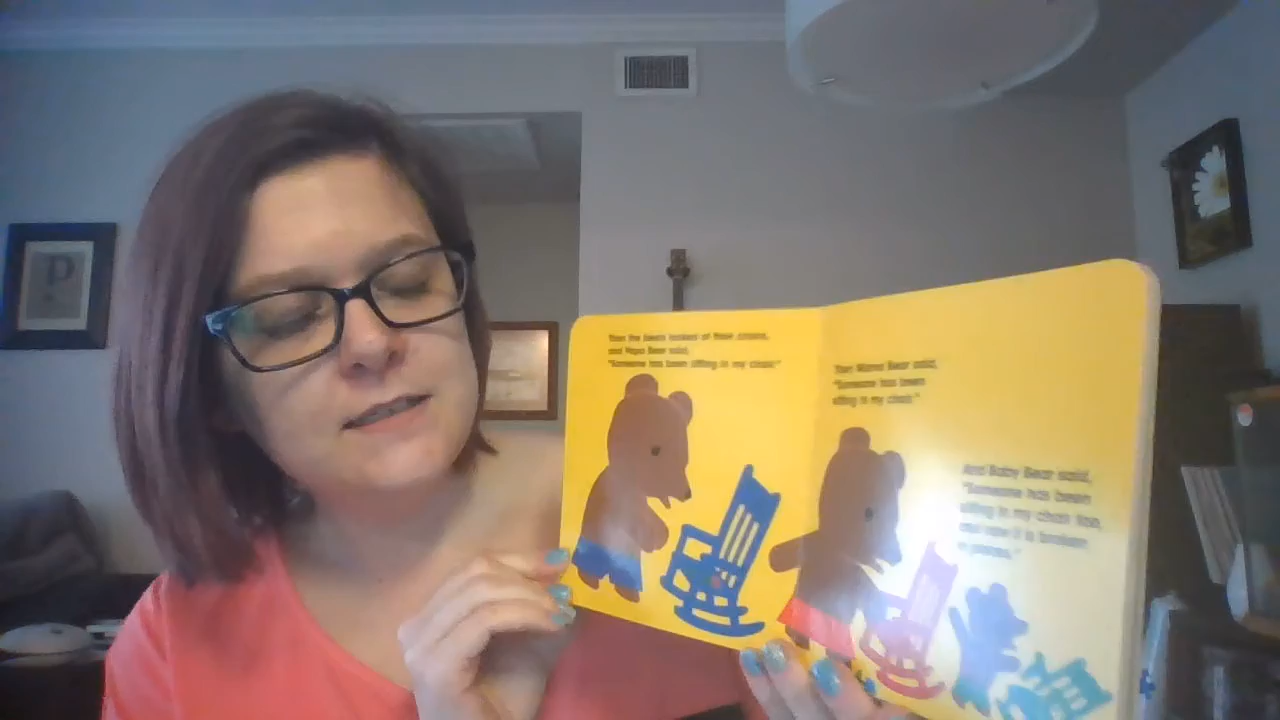 P
Then the bears looked at their chairs,
and Papa Bear said,
"Someone has been sitting in my chair."
Then Mama Bear said,
"Someone has been
sitting in my chair."
And Baby Bear said,
"Someone has been
sitting in my chair too,
and now it is broken
pieces."